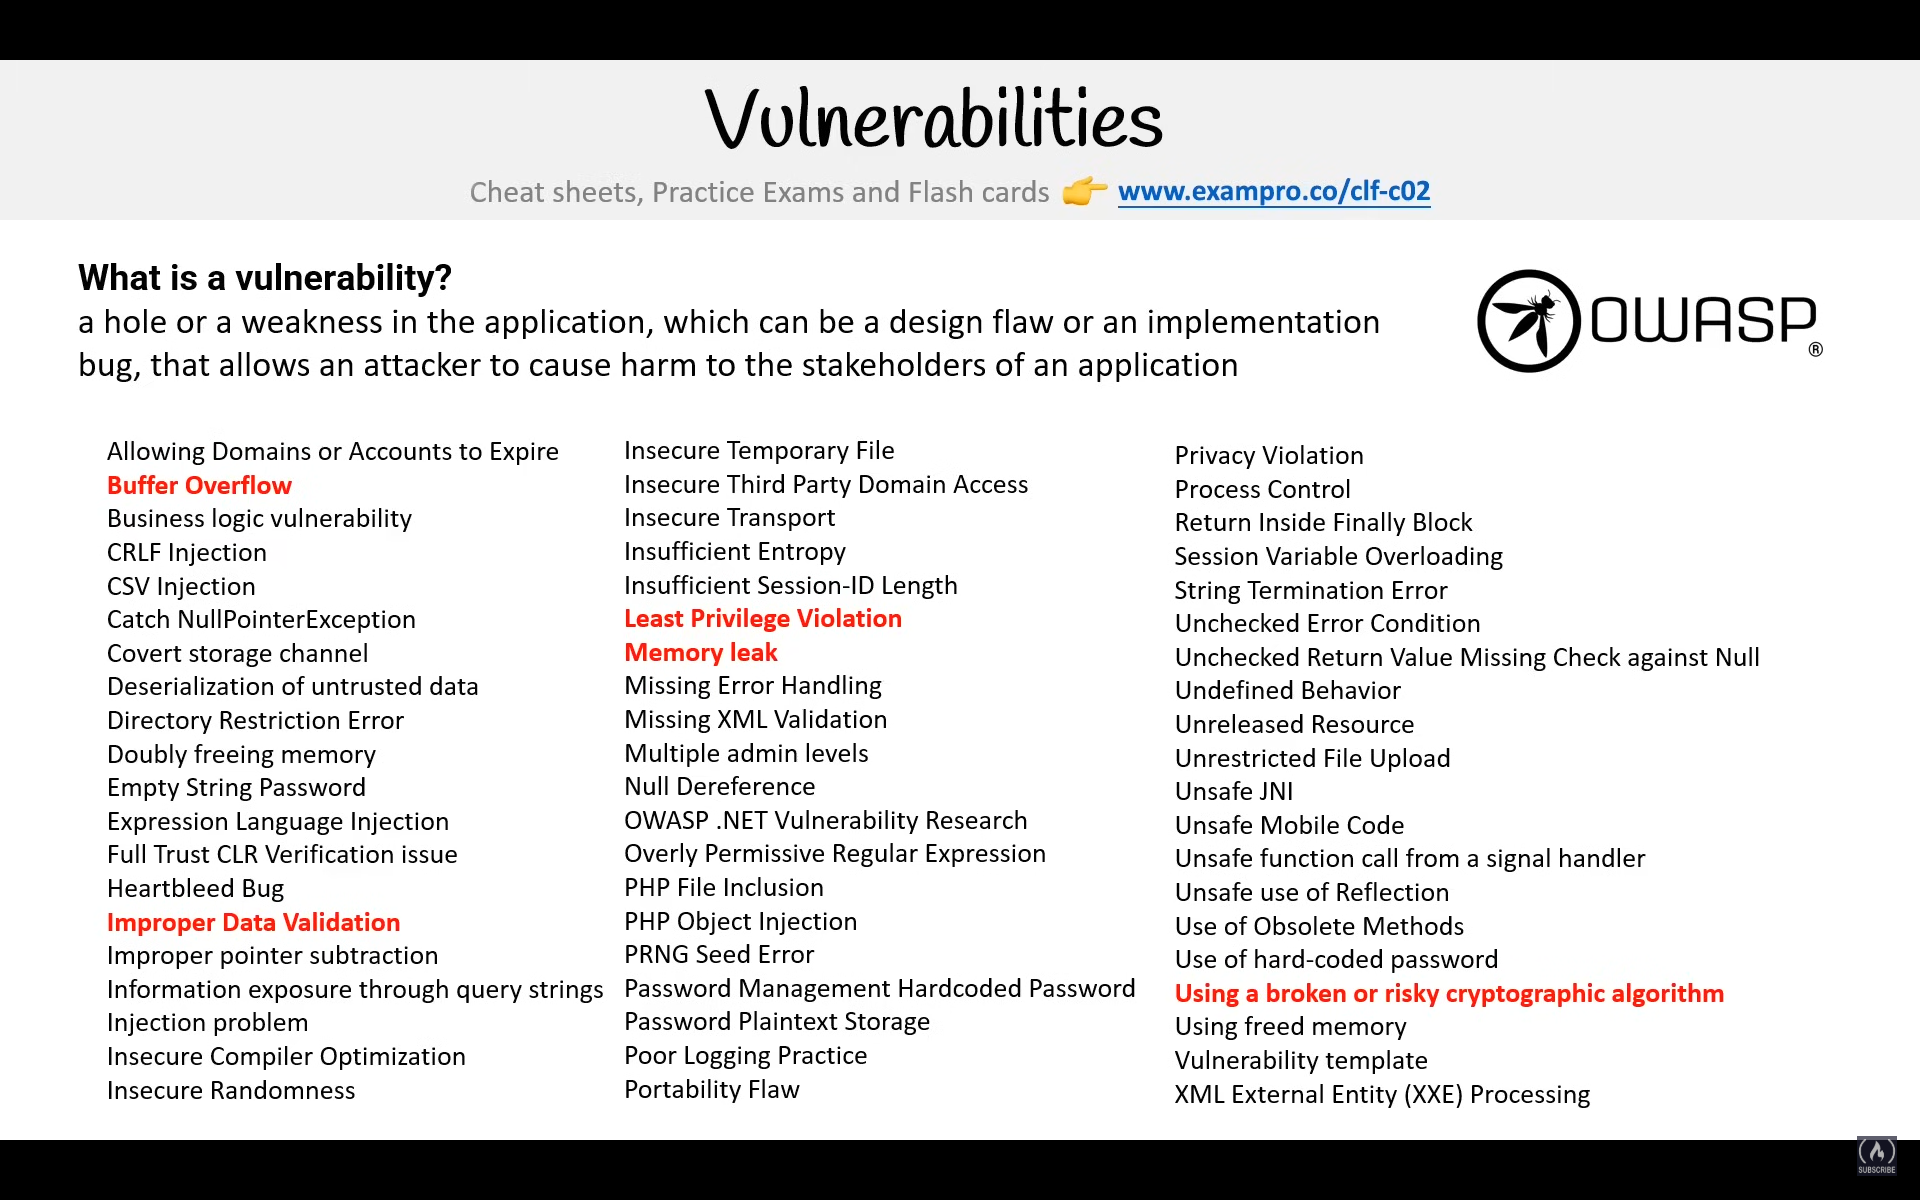 Vulnerabilities
Cheat sheets, Practice Exams and Flash cards 👉 www.exampro.co/clf-c02
What is a vulnerability?
a hole or a weakness in the application, which can be a design flaw or an implementation
bug, that allows an attacker to cause harm to the stakeholders of an application
OWASP®
Allowing Domains or Accounts to Expire
Buffer Overflow
Business logic vulnerability
CRLF Injection
CSV Injection
Catch NullPointerException
Covert storage channel
Deserialization of untrusted data
Directory Restriction Error
Doubly freeing memory
Empty String Password
Expression Language Injection
Full Trust CLR Verification issue
Heartbleed Bug
Improper Data Validation
Improper pointer subtraction
Information exposure through query strings
Injection problem
Insecure Compiler Optimization
Insecure Randomness
Insecure Temporary File
Insecure Third Party Domain Access
Insecure Transport
Insufficient Entropy
Insufficient Session-ID Length
Least Privilege Violation
Memory leak
Missing Error Handling
Missing XML Validation
Multiple admin levels
Null Dereference
OWASP .NET Vulnerability Research
Overly Permissive Regular Expression
PHP File Inclusion
PHP Object Injection
PRNG Seed Error
Password Management Hardcoded Password
Password Plaintext Storage
Poor Logging Practice
Portability Flaw
Privacy Violation
Process Control
Return Inside Finally Block
Session Variable Overloading
String Termination Error
Unchecked Error Condition
Unchecked Return Value Missing Check against Null
Undefined Behavior
Unreleased Resource
Unrestricted File Upload
Unsafe JNI
Unsafe Mobile Code
Unsafe function call from a signal handler
Unsafe use of Reflection
Use of Obsolete Methods
Use of hard-coded password
Using a broken or risky cryptographic algorithm
Using freed memory
Vulnerability template
XML External Entity (XXE) Processing
SUBSCRIBE